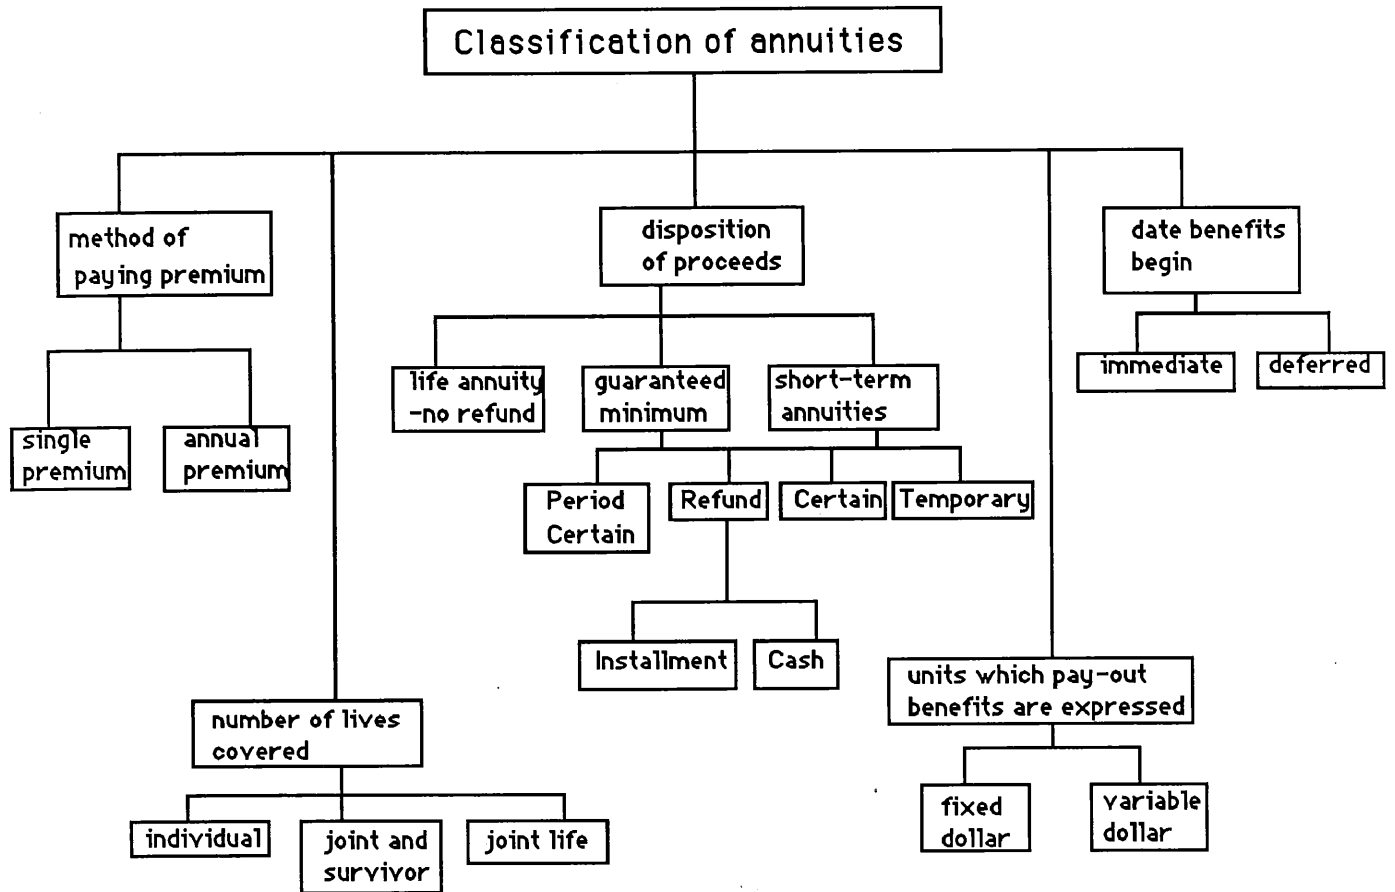 Classification of annuities
method of
paying premium
disposition
of proceeds
date benefits
begin
single
premium
annual
premium
life annuity
-no refund
guaranteed
minimum
short-term
annuities
immediate
deferred
Period
Certain
Refund
Certain
Temporary
Installment
Cash
number of lives
covered
units which pay-out
benefits are expressed
individual
joint and
survivor
joint life
fixed
dollar
variable
dollar